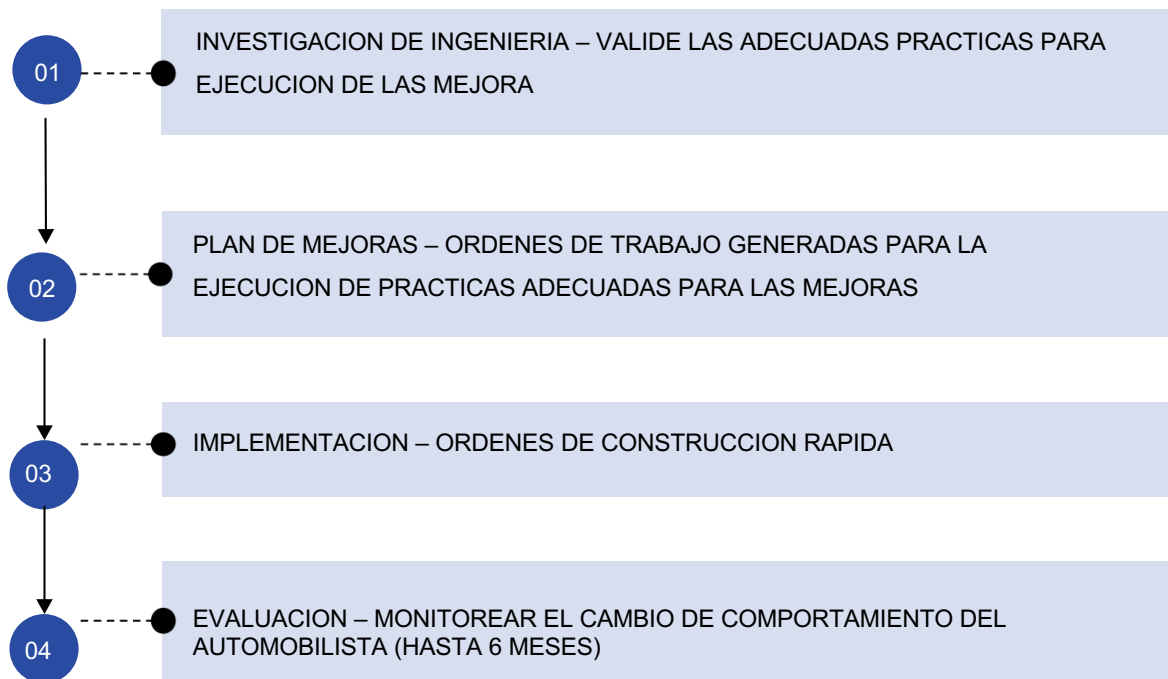 01
INVESTIGACION DE INGENIERIA – VALIDE LAS ADECUADAS PRACTICAS PARA
EJECUCION DE LAS MEJORA
02
PLAN DE MEJORAS – ORDENES DE TRABAJO GENERADAS PARA LA
EJECUCION DE PRACTICAS ADECUADAS PARA LAS MEJORAS
03
IMPLEMENTACION – ORDENES DE CONSTRUCCION RAPIDA
04
EVALUACION – MONITOREAR EL CAMBIO DE COMPORTAMIENTO DEL
AUTOMOBILISTA (HASTA 6 MESES)